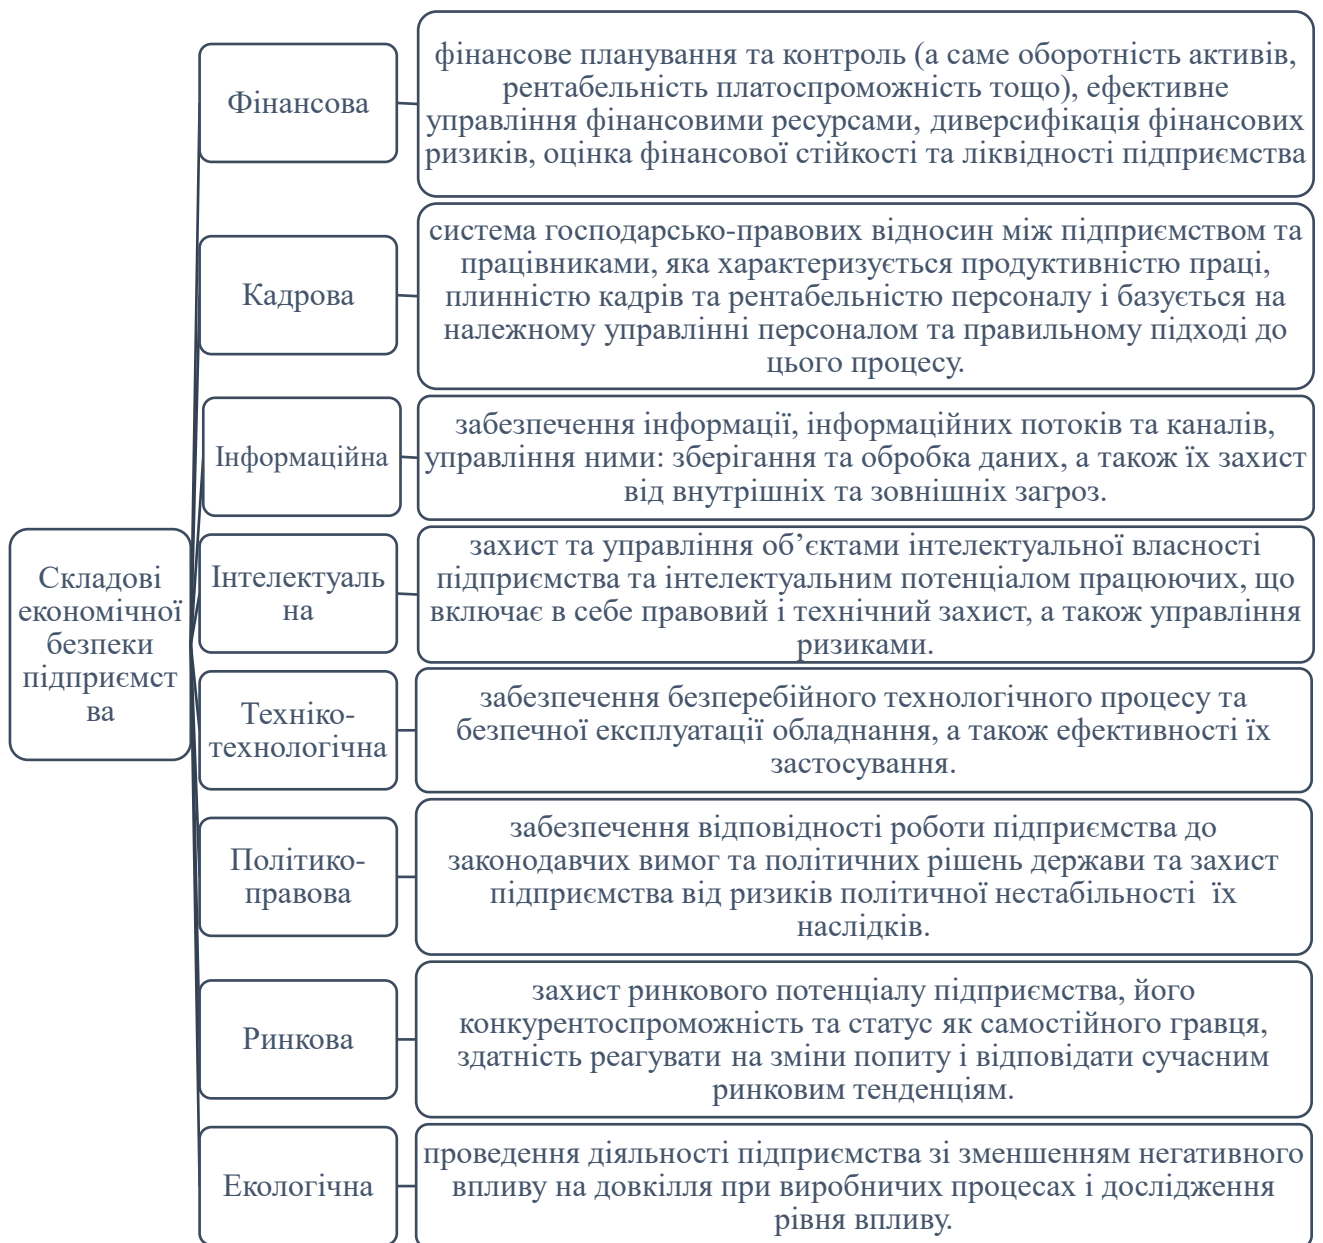 Складові
економічної
безпеки
підприємст
ва
Фінансова
фінансове планування та контроль (а саме оборотність активів,
рентабельність платоспроможність тощо), ефективне
управління фінансовими ресурсами, диверсифікація фінансових
ризиків, оцінка фінансової стійкості та ліквідності підприємства
Кадрова
система господарсько-правових відносин між підприємством та
працівниками, яка характеризується продуктивністю праці,
плинністю кадрів та рентабельністю персоналу і базується на
належному управлінні персоналом та правильному підході до
цього процесу.
Інформаційна
забезпечення інформації, інформаційних потоків та каналів,
управління ними: зберігання та обробка даних, а також їх захист
від внутрішніх та зовнішніх загроз.
Інтелектуаль
на
захист та управління об’єктами інтелектуальної власності
підприємства та інтелектуальним потенціалом працюючих, що
включає в себе правовий і технічний захист, а також управління
ризиками.
Техніко-
технологічна
забезпечення безперебійного технологічного процесу та
безпечної експлуатації обладнання, а також ефективності їх
застосування.
Політико-
правова
забезпечення відповідності роботи підприємства до
законодавчих вимог та політичних рішень держави та захист
підприємства від ризиків політичної нестабільності  їх
наслідків.
Ринкова
захист ринкового потенціалу підприємства, його
конкурентоспроможність та статус як самостійного гравця,
здатність реагувати на зміни попиту і відповідати сучасним
ринковим тенденціям.
Екологічна
проведення діяльності підприємства зі зменшенням негативного
впливу на довкілля при виробничих процесах і дослідження
рівня впливу.